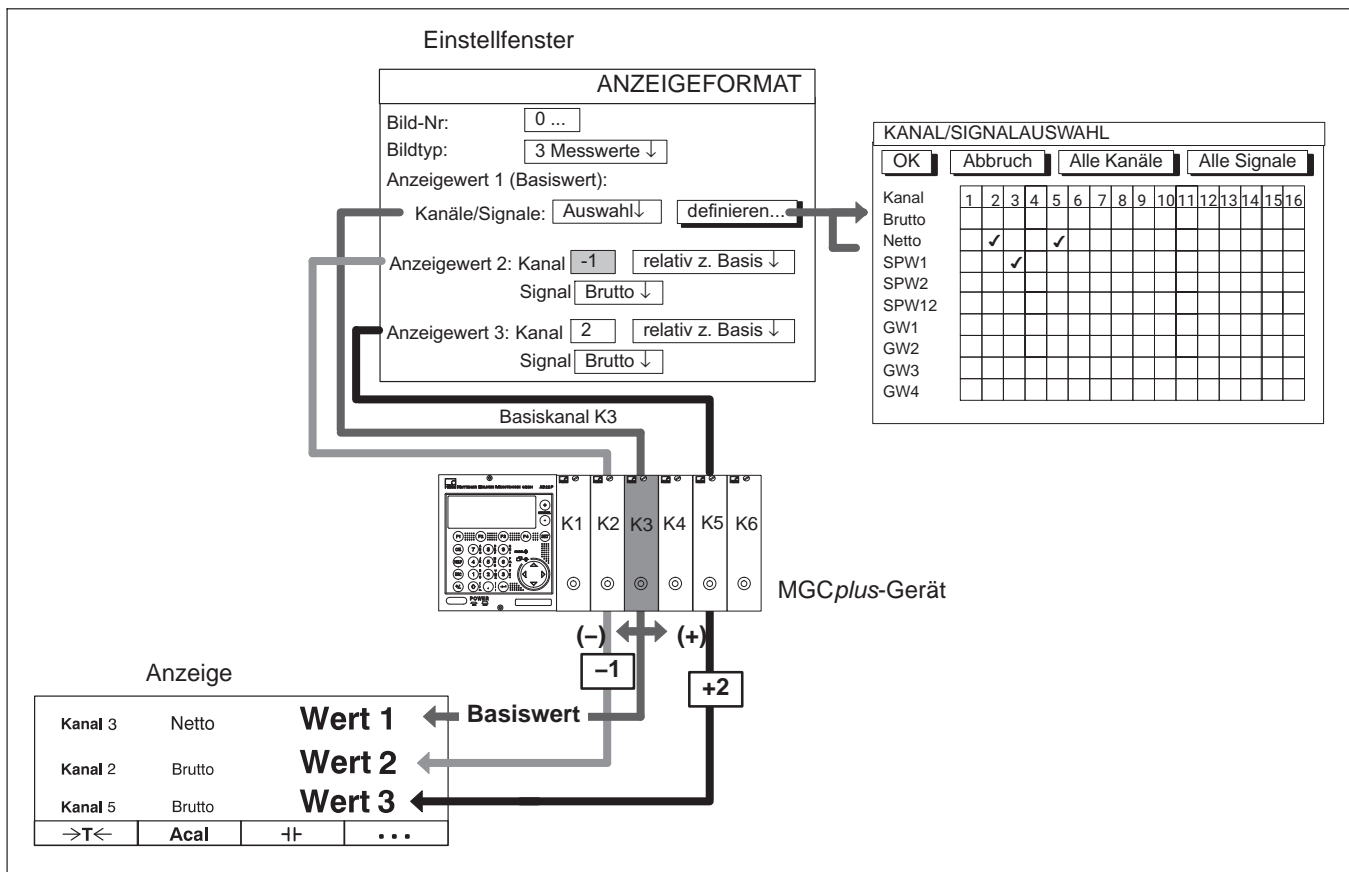 Einstellfenster
ANZEIGEFORMAT
Bild-Nr: 0 ...
Bildtyp: 3 Messwerte ↓
Anzeigewert 1 (Basiswert):
Kanäle/Signale: Auswahl↓ definieren...
Anzeigewert 2: Kanal -1 relativ z. Basis ↓
Signal Brutto ↓
Anzeigewert 3: Kanal 2 relativ z. Basis ↓
Signal Brutto ↓
KANAL/SIGNALAUSWAHL
OK Abbruch Alle Kanäle Alle Signale
Kanal 1 2 3 4 5 6 7 8 9 10 11 12 13 14 15 16
Brutto
Netto ✓ ✓
SPW1 ✓
SPW2
SPW12
GW1
GW2
GW3
GW4
Basiskanal K3
K1 K2 K3 K4 K5 K6
POWER
MGCplus-Gerät
(–) (+)
–1
+2
Anzeige
Kanal 3 Netto Wert 1 Basiswert
Kanal 2 Brutto Wert 2
Kanal 5 Brutto Wert 3
→T← Acal ⊣⊢ ...